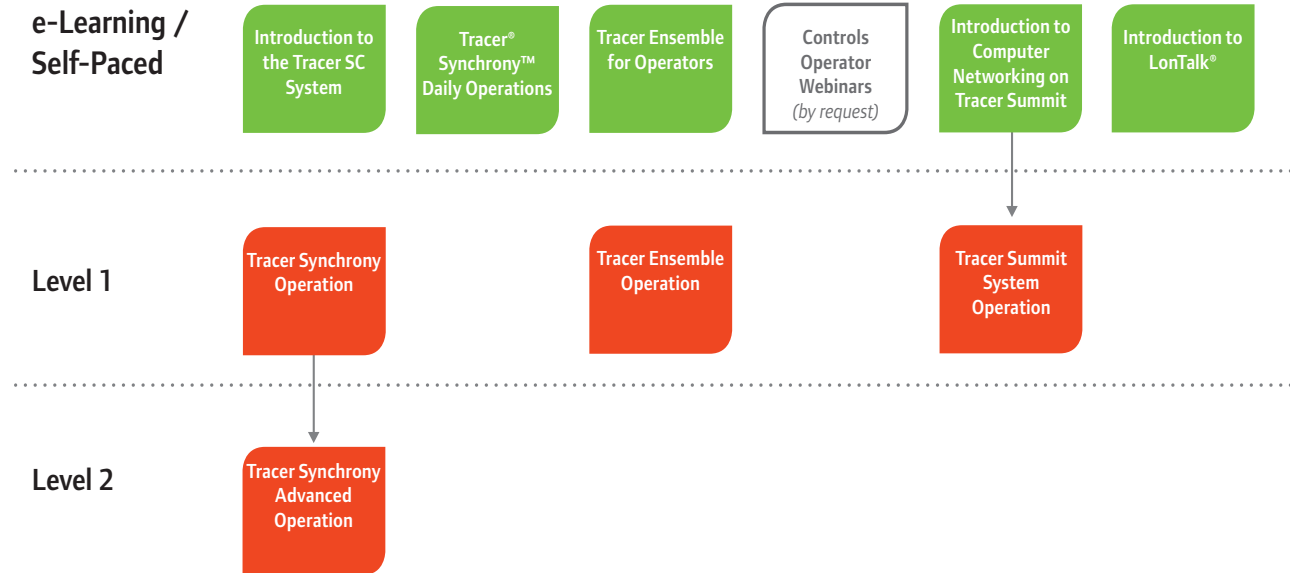 e-Learning /
Self-Paced
Introduction to
the Tracer SC
System
Tracer®
Synchrony™
Daily Operations
Tracer Ensemble
for Operators
Controls
Operator
Webinars
(by request)
Introduction to
Computer
Networking on
Tracer Summit
Introduction to
LonTalk®
Level 1
Tracer Synchrony
Operation
Tracer Ensemble
Operation
Tracer Summit
System
Operation
Level 2
Tracer Synchrony
Advanced
Operation